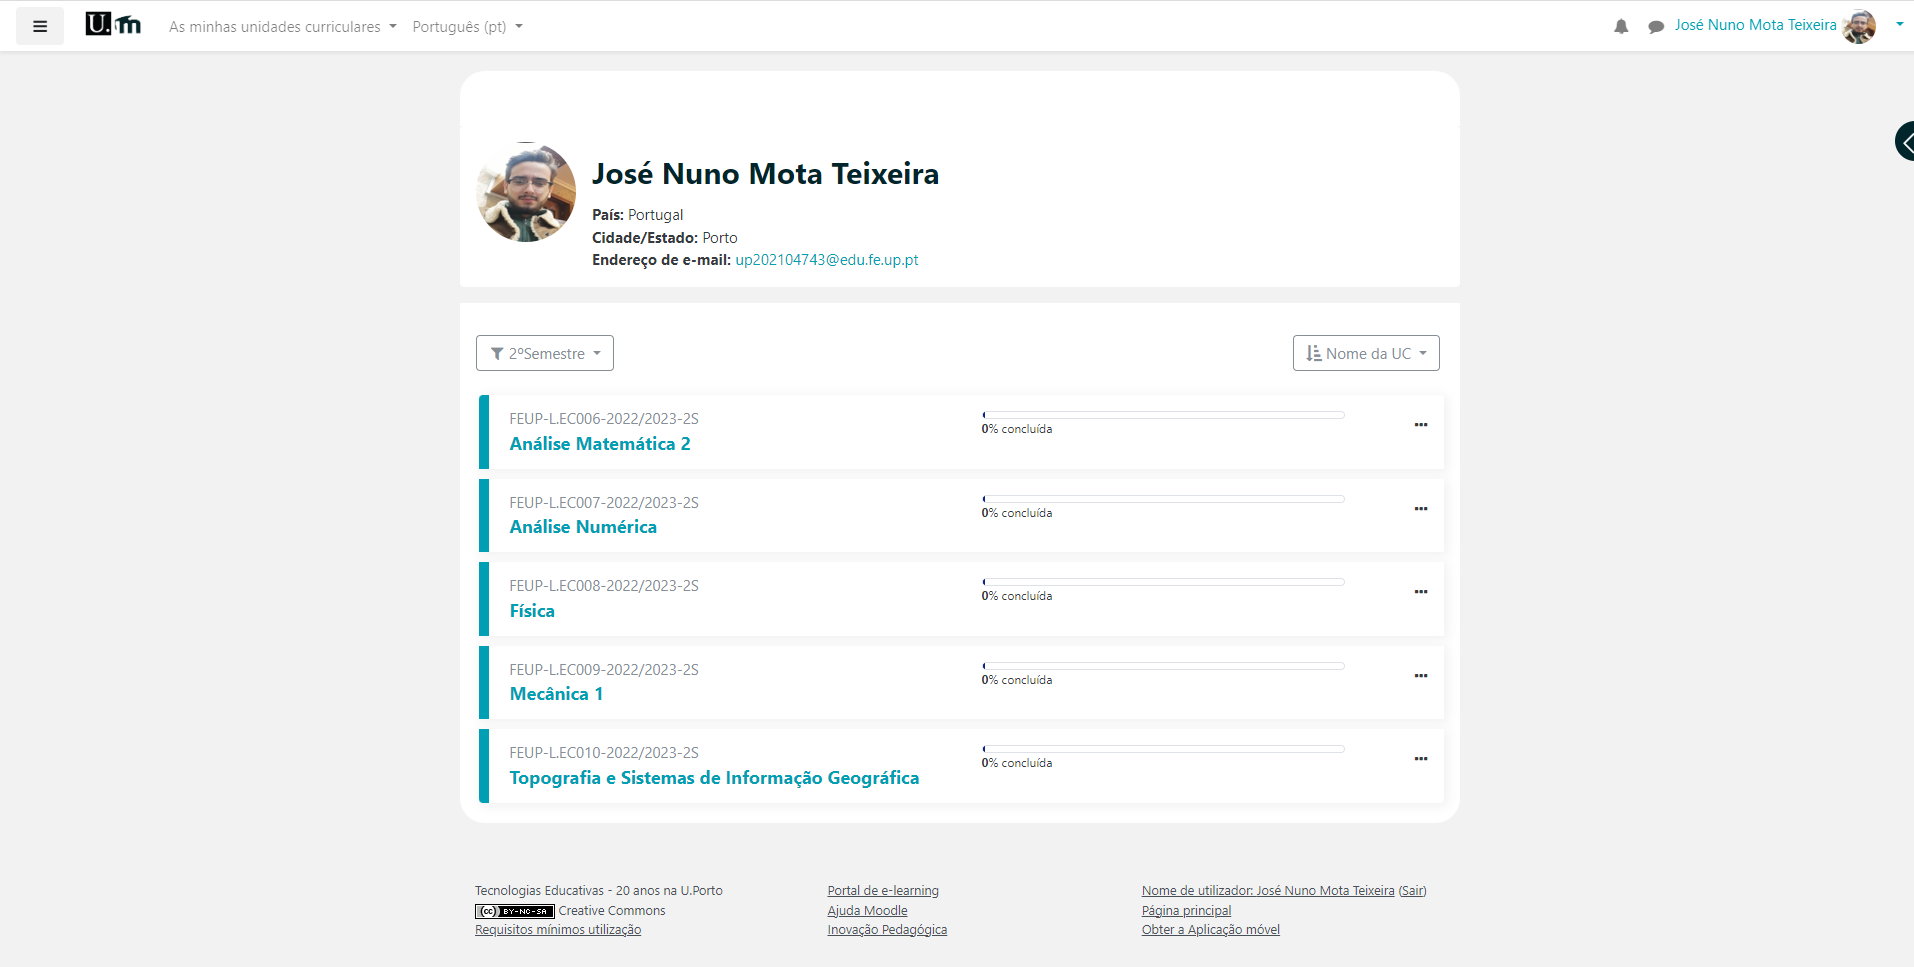 U.m As minhas unidades curriculares Português (pt) José Nuno Mota Teixeira
José Nuno Mota Teixeira
País: Portugal
Cidade/Estado: Porto
Endereço de e-mail: up202104743@edu.fe.up.pt
2ºSemestre Nome da UC
FEUP-L.EC006-2022/2023-2S
Análise Matemática 2
0% concluída
FEUP-L.EC007-2022/2023-2S
Análise Numérica
0% concluída
FEUP-L.EC008-2022/2023-2S
Física
0% concluída
FEUP-L.EC009-2022/2023-2S
Mecânica 1
0% concluída
FEUP-L.EC010-2022/2023-2S
Topografia e Sistemas de Informação Geográfica
0% concluída
Tecnologias Educativas - 20 anos na U.Porto
(cc) BY-NC-SA Creative Commons
Requisitos mínimos utilização
Portal de e-learning
Ajuda Moodle
Inovação Pedagógica
Nome de utilizador: José Nuno Mota Teixeira (Sair)
Página principal
Obter a Aplicação móvel